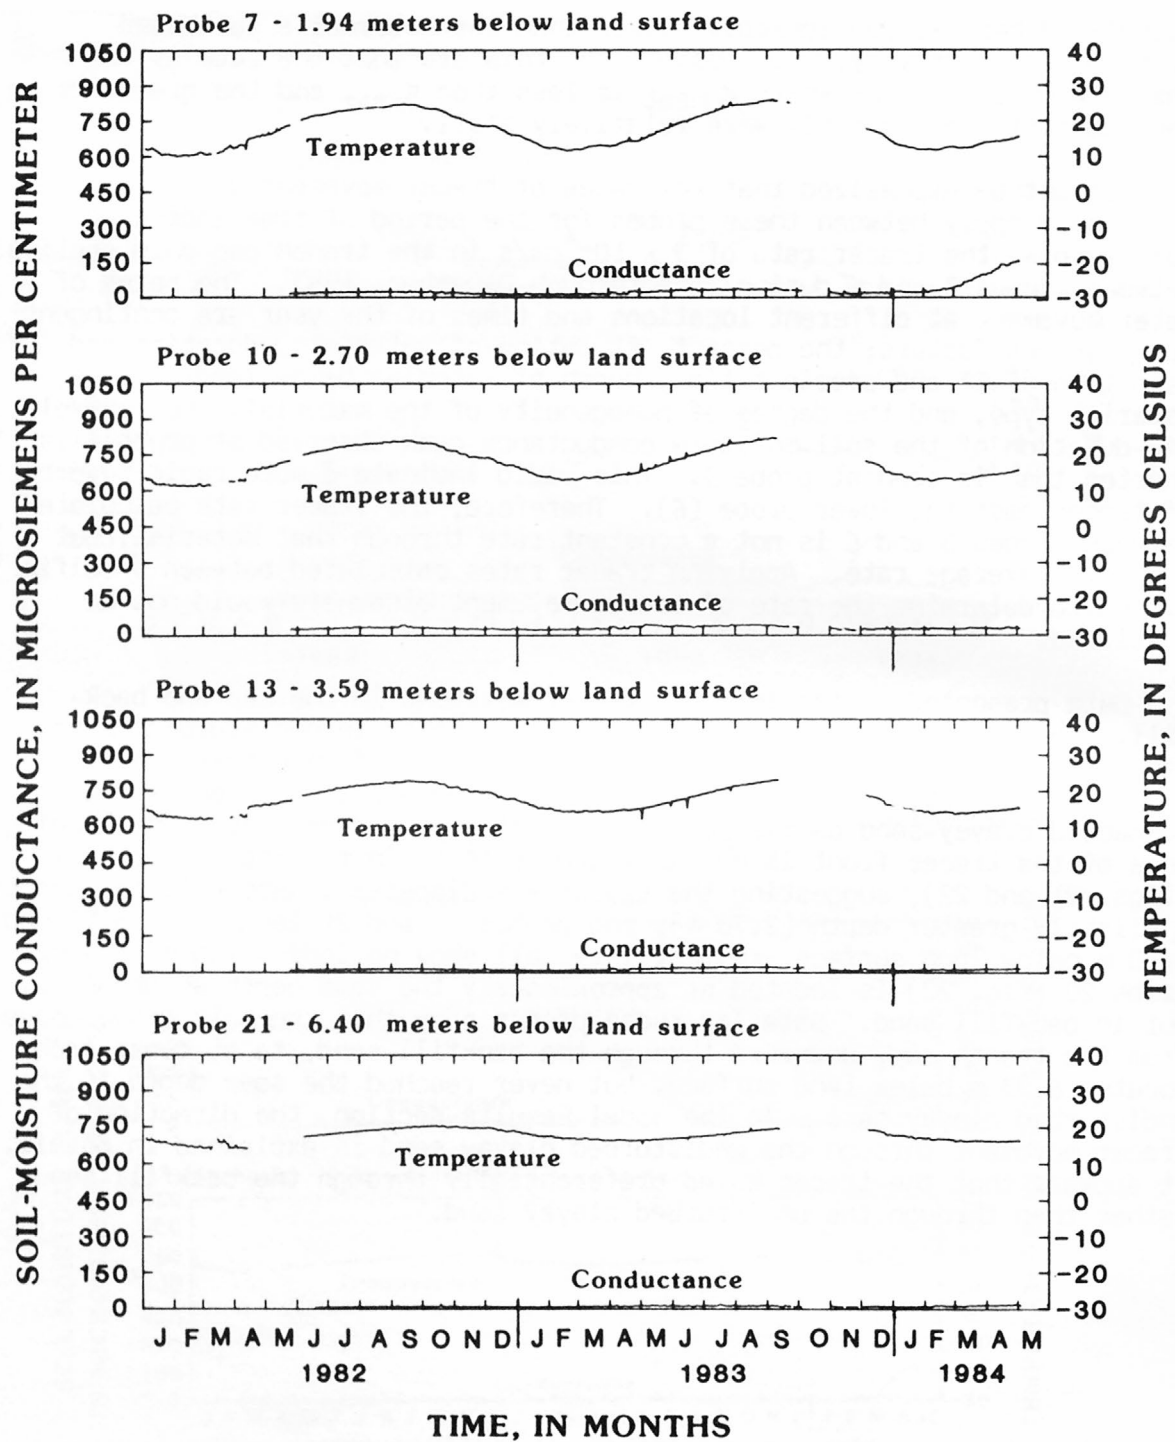 Probe 7 - 1.94 meters below land surface
1050 40
900 30
750 20
Temperature
600 10
450 0
300 -10
Conductance
150 -20
0 -30
Probe 10 - 2.70 meters below land surface
1050 40
900 30
750 20
Temperature
600 10
450 0
300 -10
Conductance
150 -20
0 -30
Probe 13 - 3.59 meters below land surface
1050 40
900 30
750 20
Temperature
600 10
450 0
300 -10
Conductance
150 -20
0 -30
Probe 21 - 6.40 meters below land surface
1050 40
900 30
750 20
Temperature
600 10
450 0
300 -10
Conductance
150 -20
0 -30
J F M A M J J A S O N D J F M A M J J A S O N D J F M A M
1982 1983 1984
TIME, IN MONTHS
SOIL-MOISTURE CONDUCTANCE, IN MICROSIEMENS PER CENTIMETER
TEMPERATURE, IN DEGREES CELSIUS